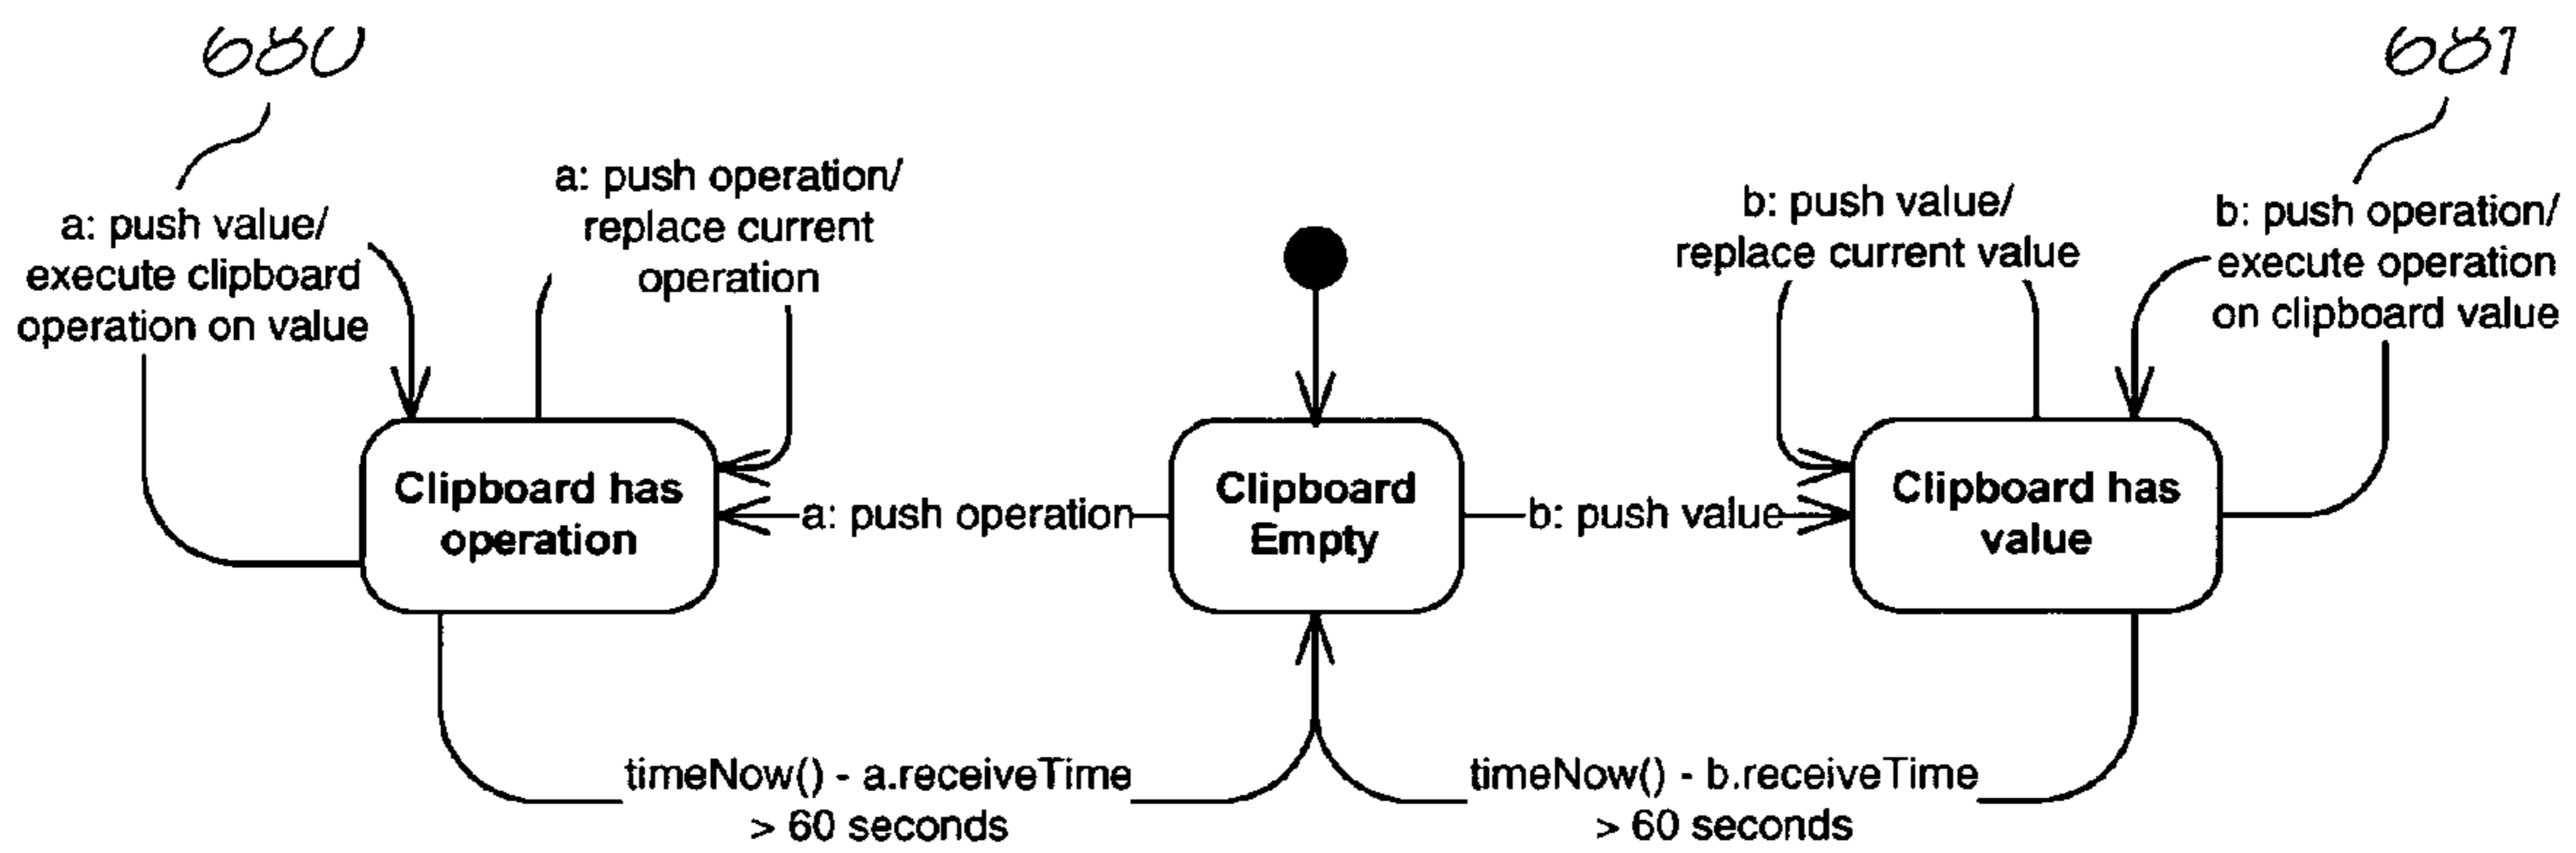 680
681
a: push value/
execute clipboard
operation on value
a: push operation/
replace current
operation
b: push value/
replace current value
b: push operation/
execute operation
on clipboard value
Clipboard has
operation
a: push operation
Clipboard
Empty
b: push value
Clipboard has
value
timeNow() - a.receiveTime
> 60 seconds
timeNow() - b.receiveTime
> 60 seconds